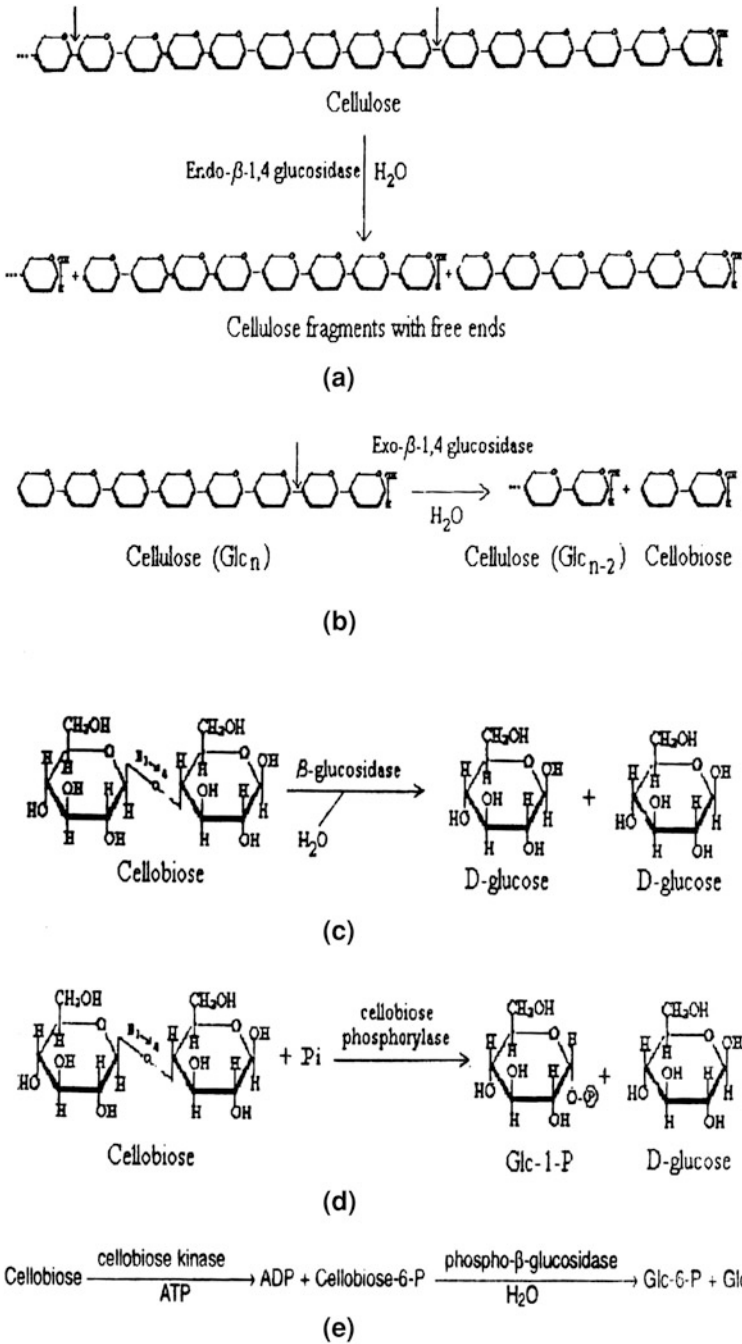 Cellulose
Endo-β-1,4 glucosidase H₂O
... + +
Cellulose fragments with free ends
(a)
Exo-β-1,4 glucosidase
... +
H₂O
Cellulose (Glcₙ) Cellulose (Glcₙ₋₂) Cellobiose
(b)
CH₂OH CH₂OH CH₂OH CH₂OH
β-glucosidase +
H₂O
Cellobiose D-glucose D-glucose
(c)
CH₂OH CH₂OH CH₂OH CH₂OH
cellobiose
phosphorylase
+ Pi +
Cellobiose Glc-1-P D-glucose
(d)
Cellobiose cellobiose kinase ATP ADP + Cellobiose-6-P phospho-β-glucosidase H₂O Glc-6-P + Glc
(e)